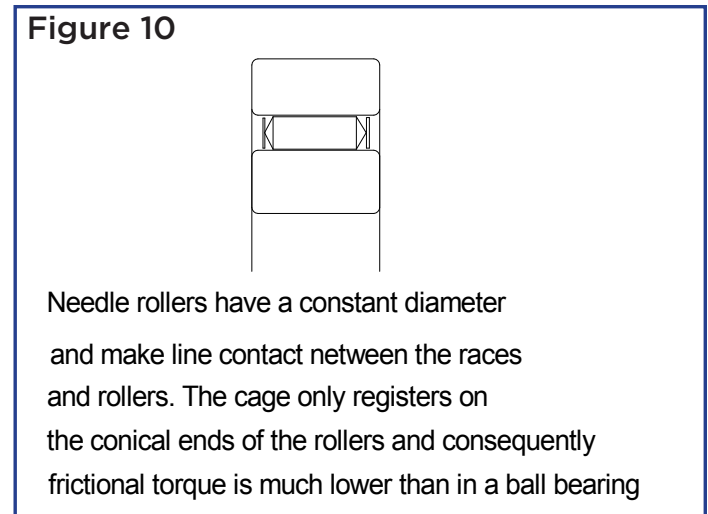 Figure 10
Needle rollers have a constant diameter
and make line contact netween the races
and rollers. The cage only registers on
the conical ends of the rollers and consequently
frictional torque is much lower than in a ball bearing